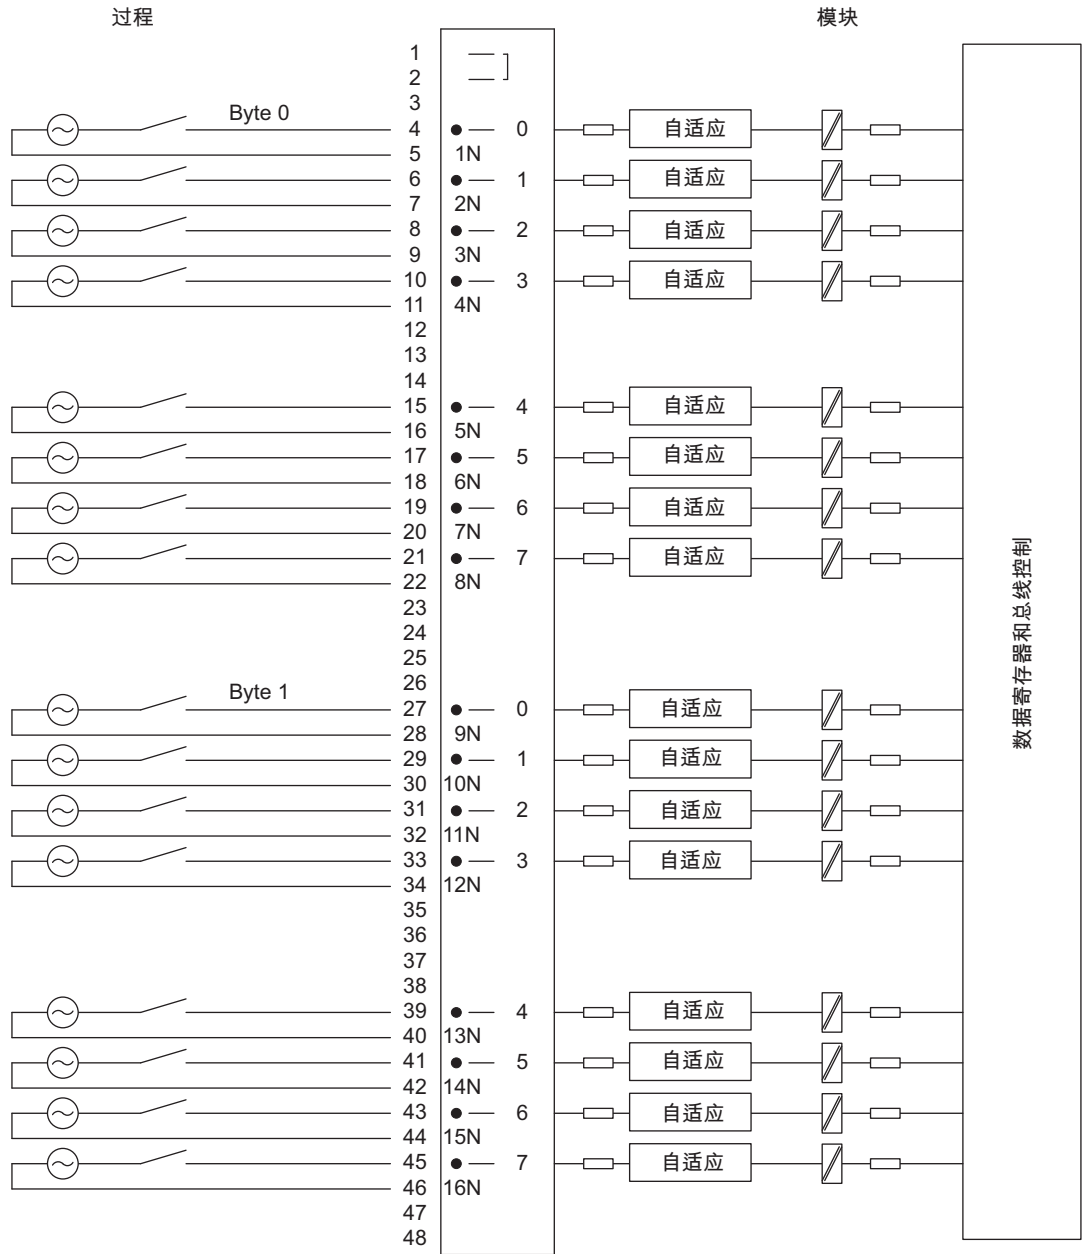 过程 模块
1
2
3
Byte 0
4 0 自适应
5 1N
6 1 自适应
7 2N
8 2 自适应
9 3N
10 3 自适应
11 4N
12
13
14
15 4 自适应
16 5N
17 5 自适应
18 6N
19 6 自适应
20 7N
21 7 自适应
22 8N
23
24
25
26
Byte 1
27 0 自适应
28 9N
29 1 自适应
30 10N
31 2 自适应
32 11N
33 3 自适应
34 12N
35
36
37
38
39 4 自适应
40 13N
41 5 自适应
42 14N
43 6 自适应
44 15N
45 7 自适应
46 16N
47
48
数据寄存器和总线控制